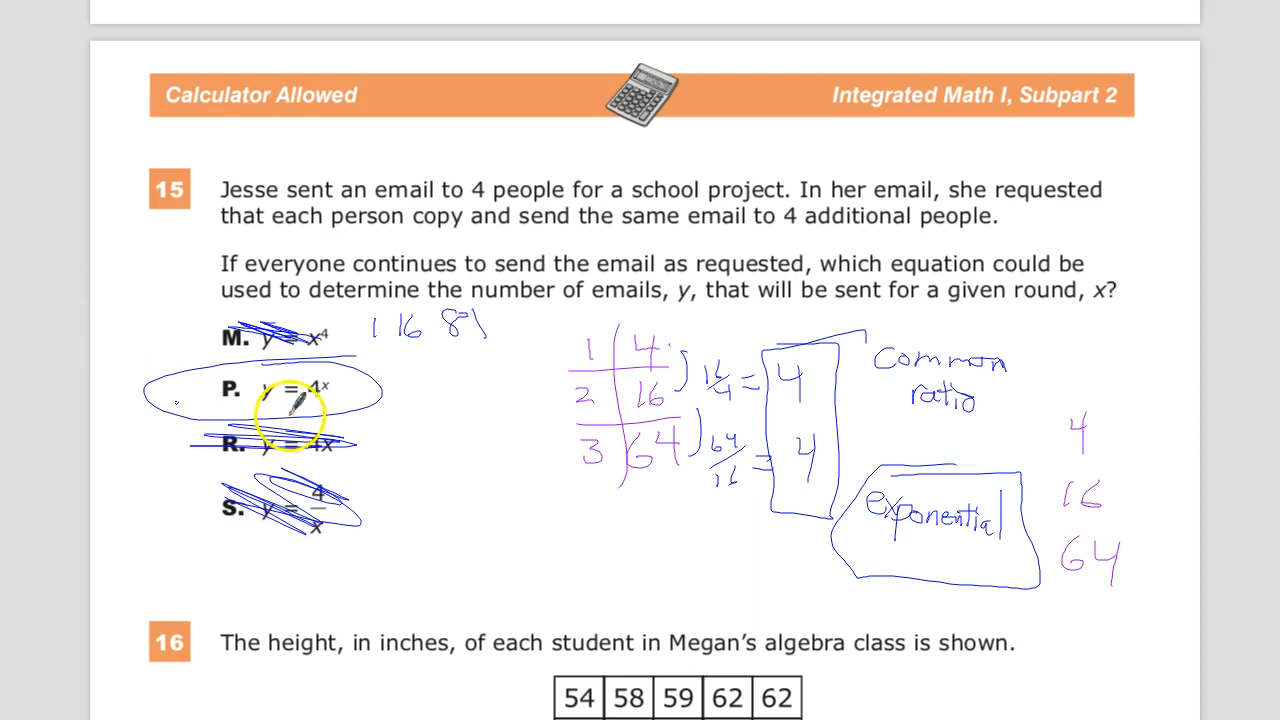 Calculator Allowed
Integrated Math I, Subpart 2
15
Jesse sent an email to 4 people for a school project. In her email, she requested
that each person copy and send the same email to 4 additional people.
If everyone continues to send the email as requested, which equation could be
used to determine the number of emails, y, that will be sent for a given round, x?
M. y = x⁴
1 16 81
P. y = 4ˣ
R. y = 4x
S. y = 4/x
1 4
2 16
3 64
16/4 = 4
64/16 = 4
common
ratio
exponential
4
16
64
16
The height, in inches, of each student in Megan's algebra class is shown.
54 58 59 62 62